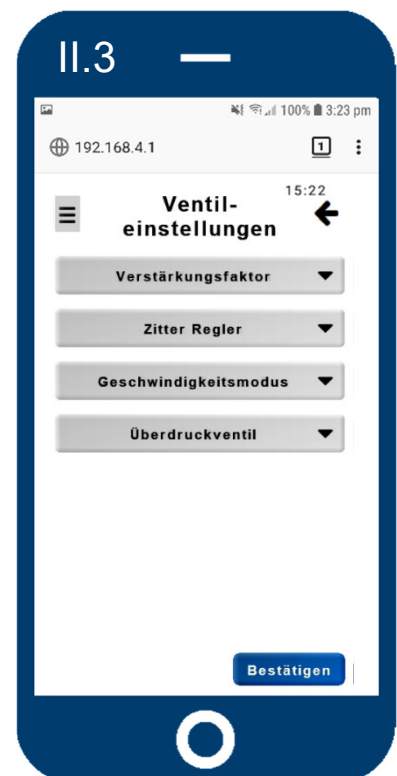 II.3
100% 3:23 pm
192.168.4.1
1
15:22
Ventil-
einstellungen
Verstärkungsfaktor
Zitter Regler
Geschwindigkeitsmodus
Überdruckventil
Bestätigen